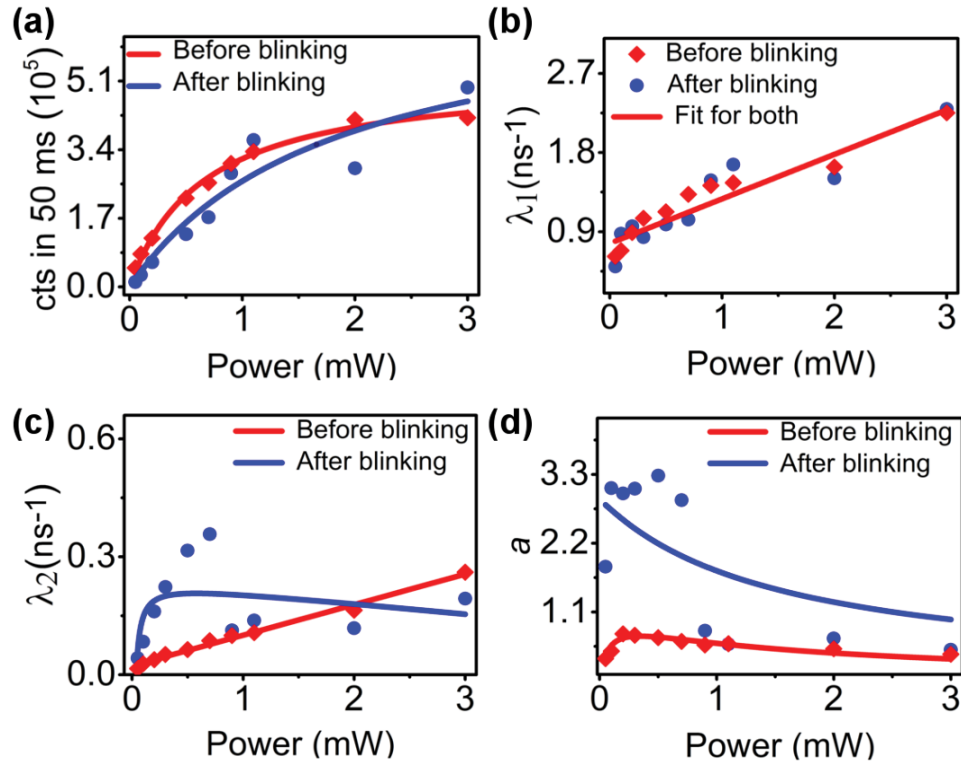 (a)
Before blinking
After blinking
cts in 50 ms (10⁵)
5.1
3.4
1.7
0.0
0 1 2 3
Power (mW)
(b)
Before blinking
After blinking
Fit for both
λ₁(ns⁻¹)
2.7
1.8
0.9
1 2 3
Power (mW)
(c)
Before blinking
After blinking
λ₂(ns-1)
0.6
0.3
0.0
0 1 2 3
Power (mW)
(d)
Before blinking
After blinking
a
3.3
2.2
1.1
0 1 2 3
Power (mW)